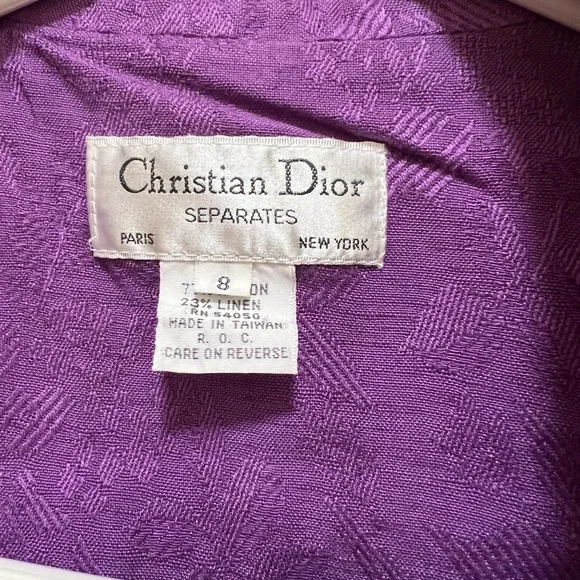 Christian Dior
SEPARATES
PARIS NEW YORK
8
23% LINEN
RN 54050
MADE IN TAIWAN
R. O. C.
CARE ON REVERSE